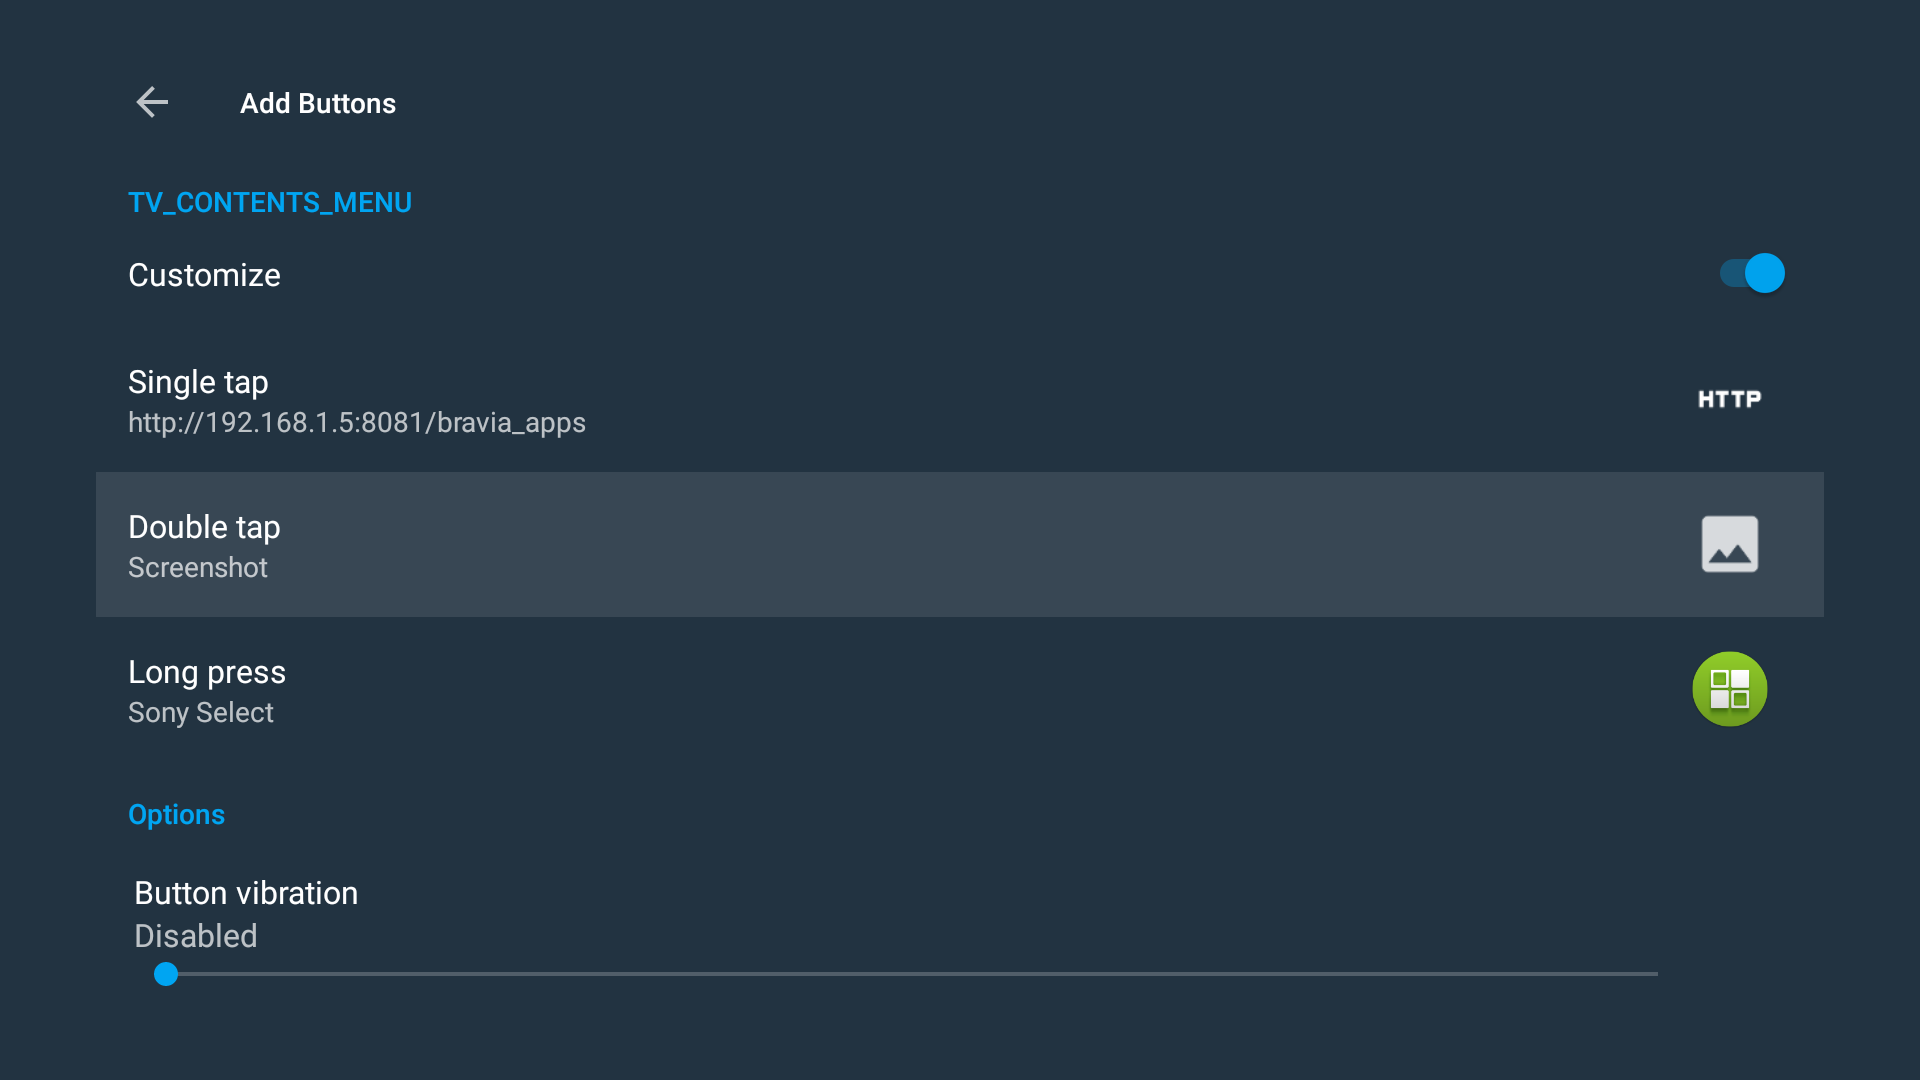 Add Buttons
TV_CONTENTS_MENU
Customize
Single tap
http://192.168.1.5:8081/bravia_apps
HTTP
Double tap
Screenshot
Long press
Sony Select
Options
Button vibration
Disabled